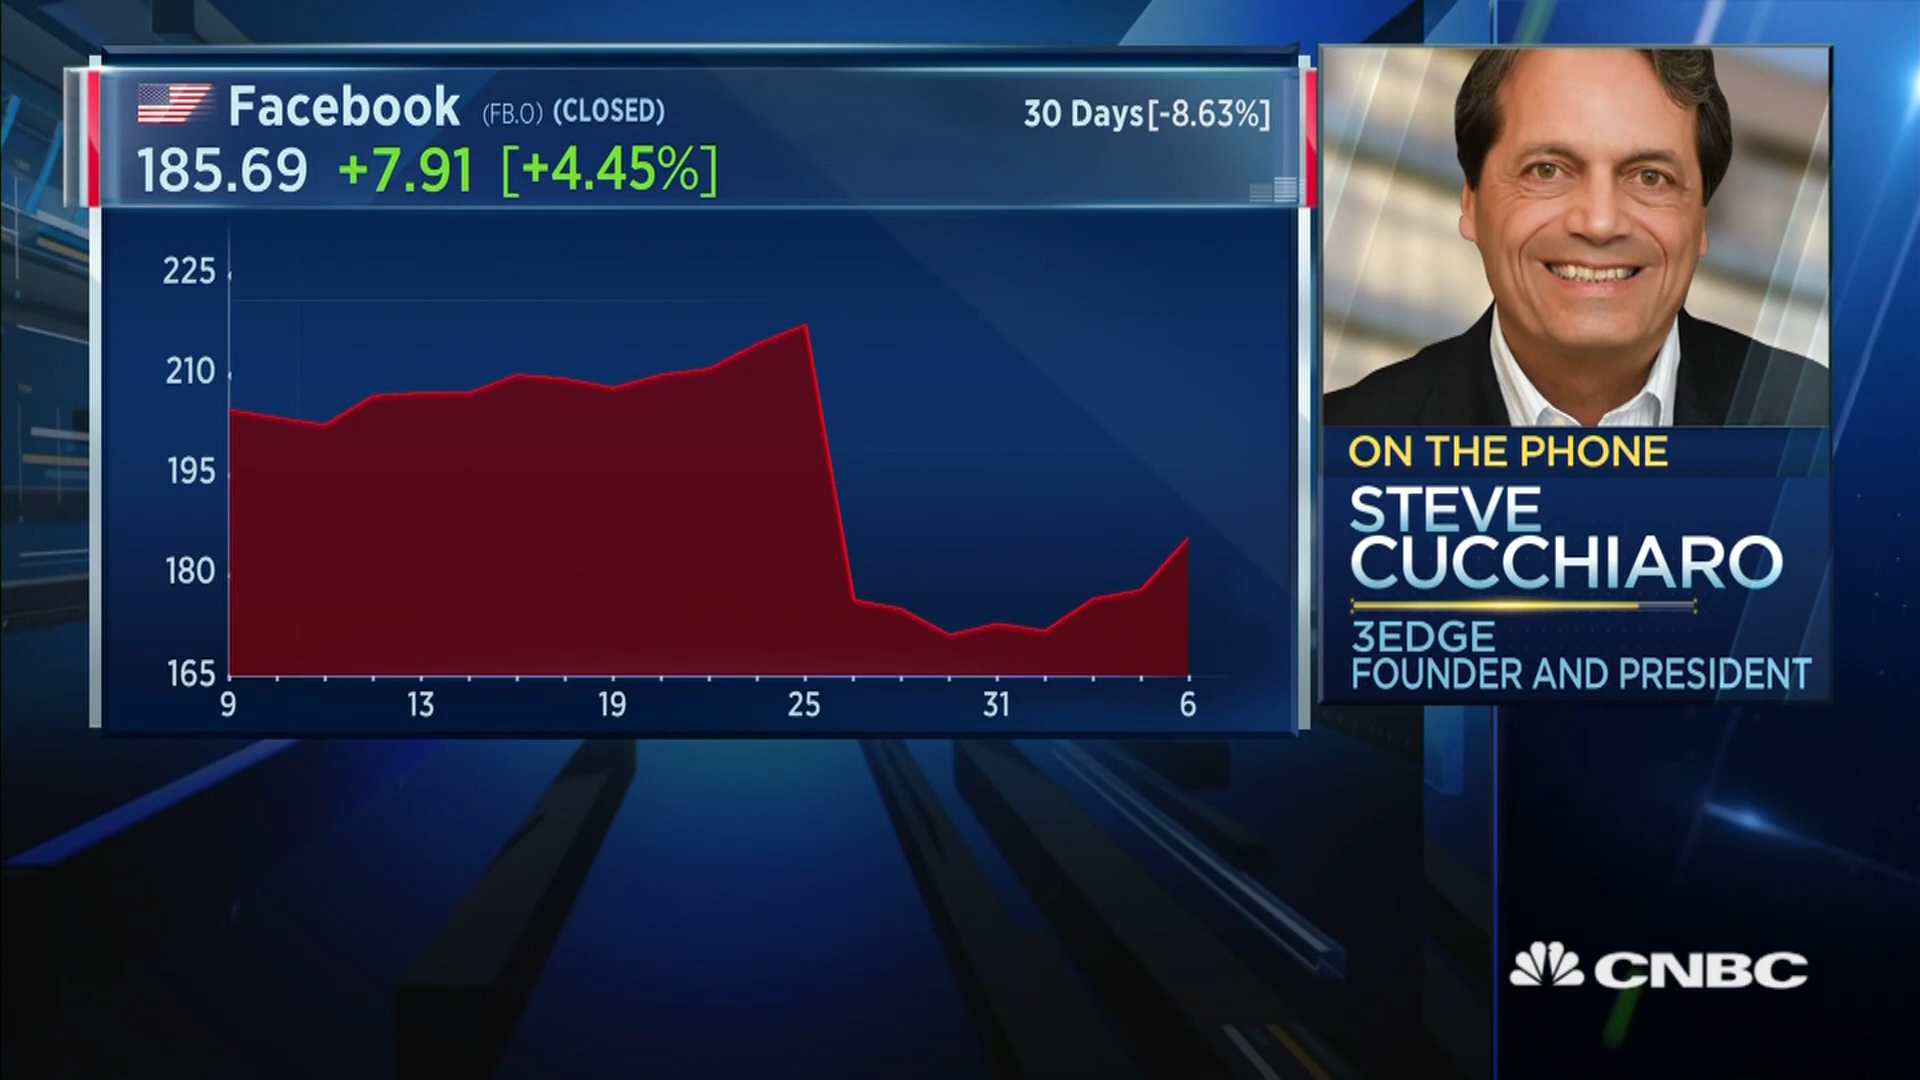 Facebook (FB.O) (CLOSED)
30 Days[-8.63%]
185.69 +7.91 [+4.45%]
225
210
195
180
165
9 13 19 25 31 6
ON THE PHONE
STEVE
CUCCHIARO
3EDGE
FOUNDER AND PRESIDENT
CNBC